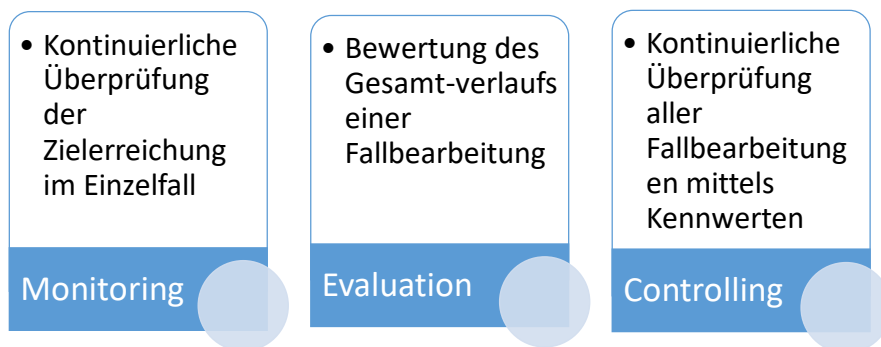 • Kontinuierliche
Überprüfung
der
Zielerreichung
im Einzelfall
Monitoring
• Bewertung des
Gesamt-verlaufs
einer
Fallbearbeitung
Evaluation
• Kontinuierliche
Überprüfung
aller
Fallbearbeitung
en mittels
Kennwerten
Controlling